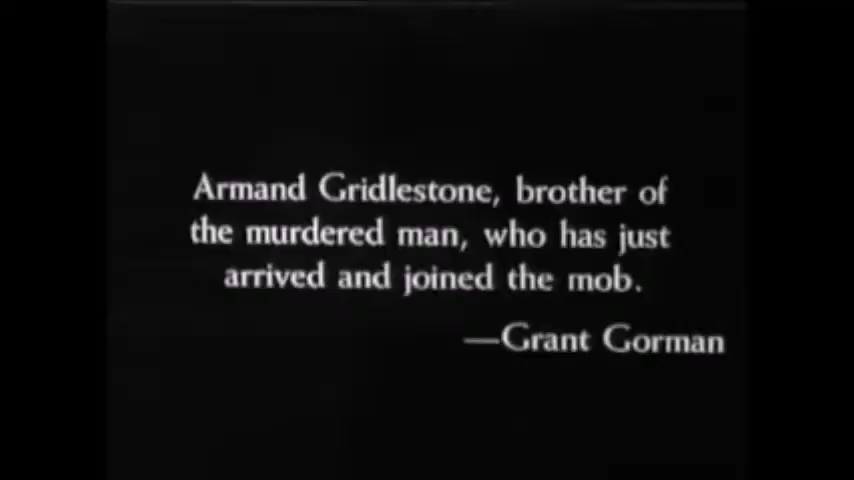 Armand Gridlestone, brother of
the murdered man, who has just
arrived and joined the mob.
—Grant Gorman